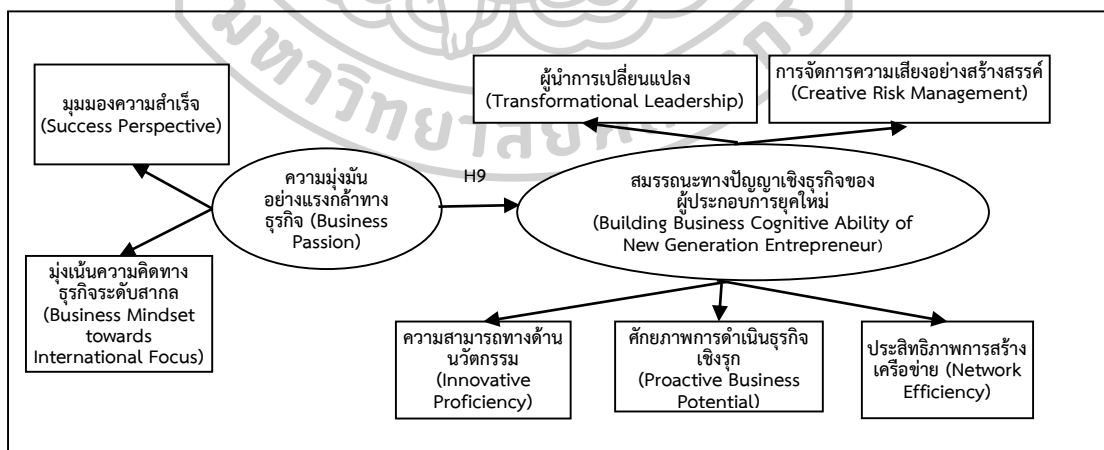 ผู้นำการเปลี่ยนแปลง
(Transformational Leadership)
การจัดการความเสียงอย่างสร้างสรรค์
(Creative Risk Management)
มุมมองความสำเร็จ
(Success Perspective)
ความมุ่งมัน
อย่างแรงกล้าทาง
ธุรกิจ (Business
Passion)
H9
สมรรถนะทางปัญญาเชิงธุรกิจของ
ผู้ประกอบการยุคใหม่
(Building Business Cognitive Ability of
New Generation Entrepreneur)
มุ่งเน้นความคิดทาง
ธุรกิจระดับสากล
(Business Mindset
towards
International Focus)
ความสามารถทางด้าน
นวัตกรรม
(Innovative
Proficiency)
ศักยภาพการดำเนินธุรกิจ
เชิงรุก
(Proactive Business
Potential)
ประสิทธิภาพการสร้าง
เครือข่าย (Network
Efficiency)